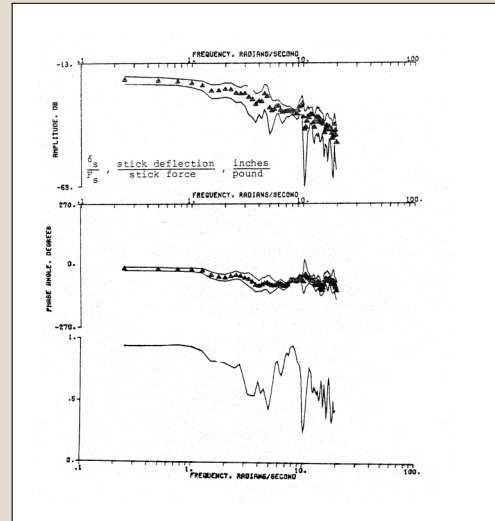 FREQUENCY, RADIANS/SECOND
.1 1. 10. 100.
-13.
AMPLITUDE, DB
δs/Fs , stick deflection/stick force , inches/pound
-63.
FREQUENCY, RADIANS/SECOND
.1 1. 10. 100.
270.
PHASE ANGLE, DEGREES
0.
-270.
1.
.5
0.
.1 1. 10. 100.
FREQUENCY, RADIANS/SECOND